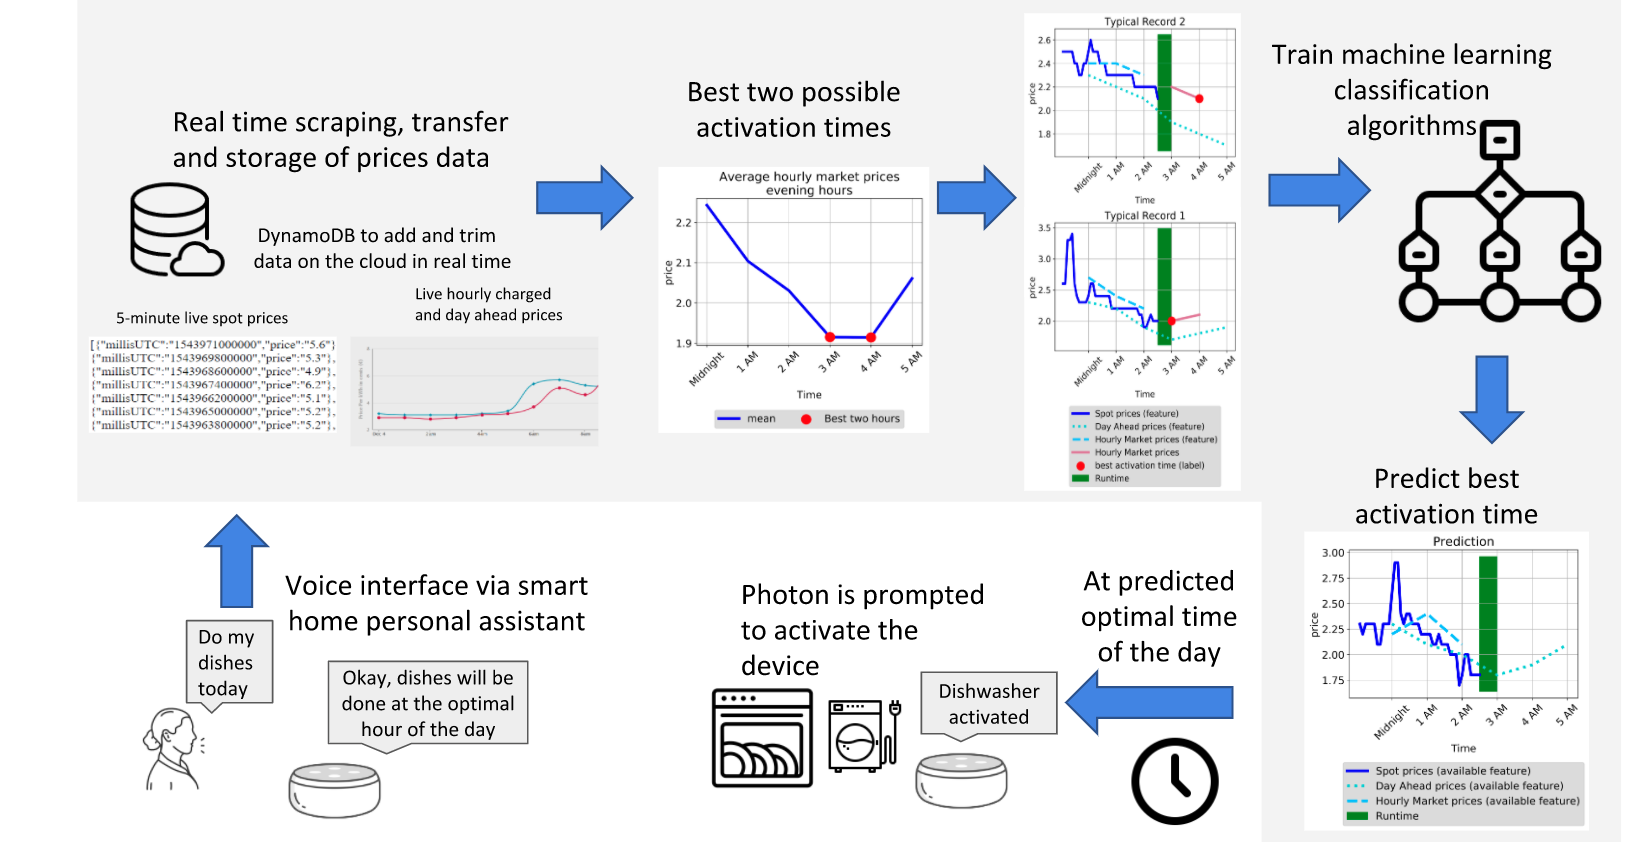 Real time scraping, transfer
and storage of prices data
DynamoDB to add and trim
data on the cloud in real time
5-minute live spot prices
Live hourly charged
and day ahead prices
[{"millisUTC":"1543971000000","price":"5.6"}
{"millisUTC":"1543969800000","price":"5.3"},
{"millisUTC":"1543968600000","price":"4.9"},
{"millisUTC":"1543967400000","price":"6.2"},
{"millisUTC":"1543966200000","price":"5.1"},
{"millisUTC":"1543965000000","price":"5.2"},
{"millisUTC":"1543963800000","price":"5.2"},
Best two possible
activation times
Average hourly market prices
evening hours
price
2.2
2.1
2.0
1.9
Midnight
1 AM
2 AM
3 AM
4 AM
5 AM
Time
mean
Best two hours
Typical Record 2
price
2.6
2.4
2.2
2.0
1.8
Midnight
1 AM
2 AM
3 AM
4 AM
5 AM
Time
Typical Record 1
price
3.5
3.0
2.5
2.0
Midnight
1 AM
2 AM
3 AM
4 AM
5 AM
Time
Spot prices (feature)
Day Ahead prices (feature)
Hourly Market prices (feature)
Hourly Market prices
best activation time (label)
Runtime
Train machine learning
classification
algorithms
Predict best
activation time
Prediction
price
3.00
2.75
2.50
2.25
2.00
1.75
Midnight
1 AM
2 AM
3 AM
4 AM
5 AM
Time
Spot prices (available feature)
Day Ahead prices (available feature)
Hourly Market prices (available feature)
Runtime
At predicted
optimal time
of the day
Photon is prompted
to activate the
device
Dishwasher
activated
Voice interface via smart
home personal assistant
Do my
dishes
today
Okay, dishes will be
done at the optimal
hour of the day